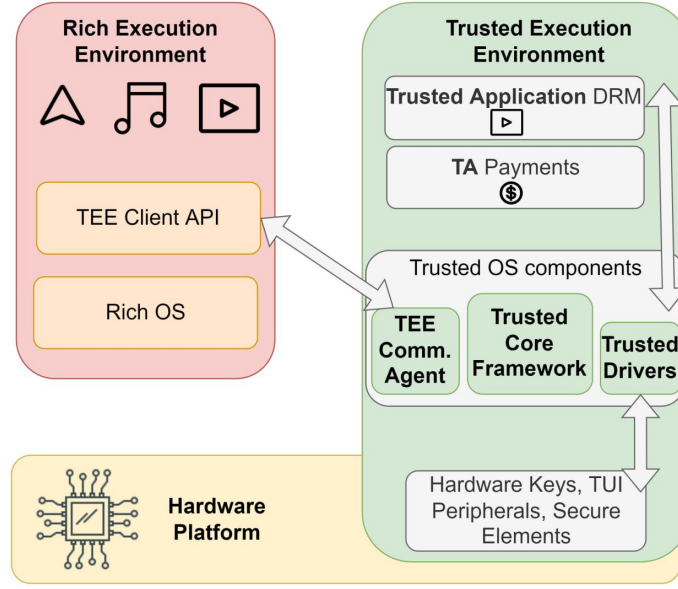 Rich Execution
Environment
TEE Client API
Rich OS
Trusted Execution
Environment
Trusted Application DRM
TA Payments
$
Trusted OS components
TEE
Comm.
Agent
Trusted
Core
Framework
Trusted
Drivers
Hardware
Platform
Hardware Keys, TUI
Peripherals, Secure
Elements